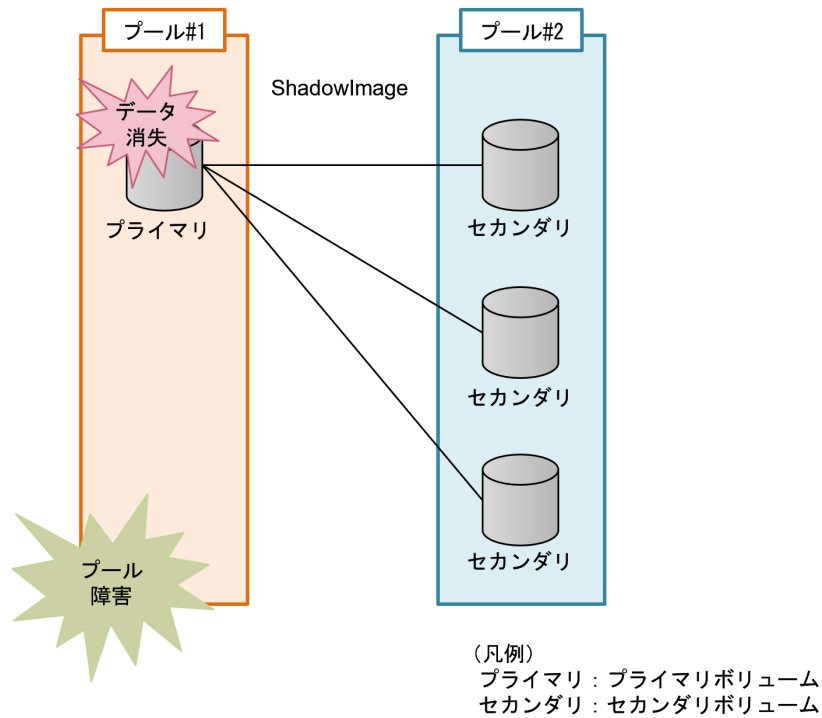 プール#1
プール#2
ShadowImage
データ
消失
プライマリ
セカンダリ
セカンダリ
セカンダリ
プール
障害
（凡例）
プライマリ：プライマリボリューム
セカンダリ：セカンダリボリューム